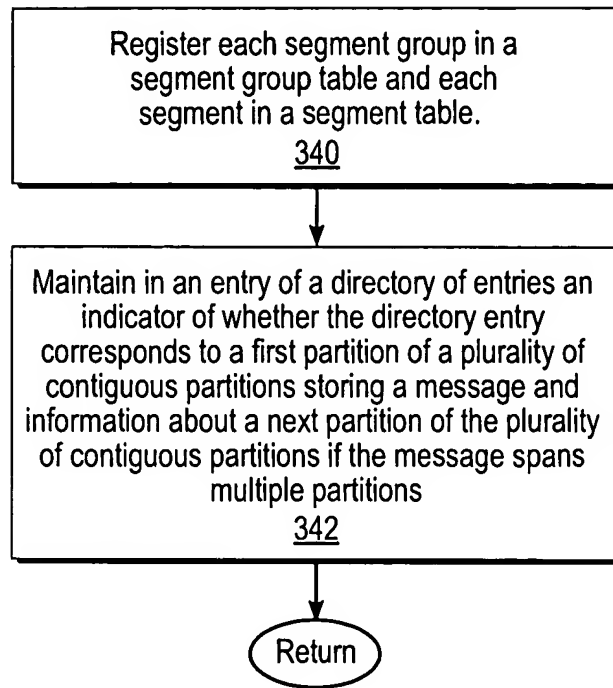 Register each segment group in a
segment group table and each
segment in a segment table.
340
Maintain in an entry of a directory of entries an
indicator of whether the directory entry
corresponds to a first partition of a plurality of
contiguous partitions storing a message and
information about a next partition of the plurality
of contiguous partitions if the message spans
multiple partitions
342
Return